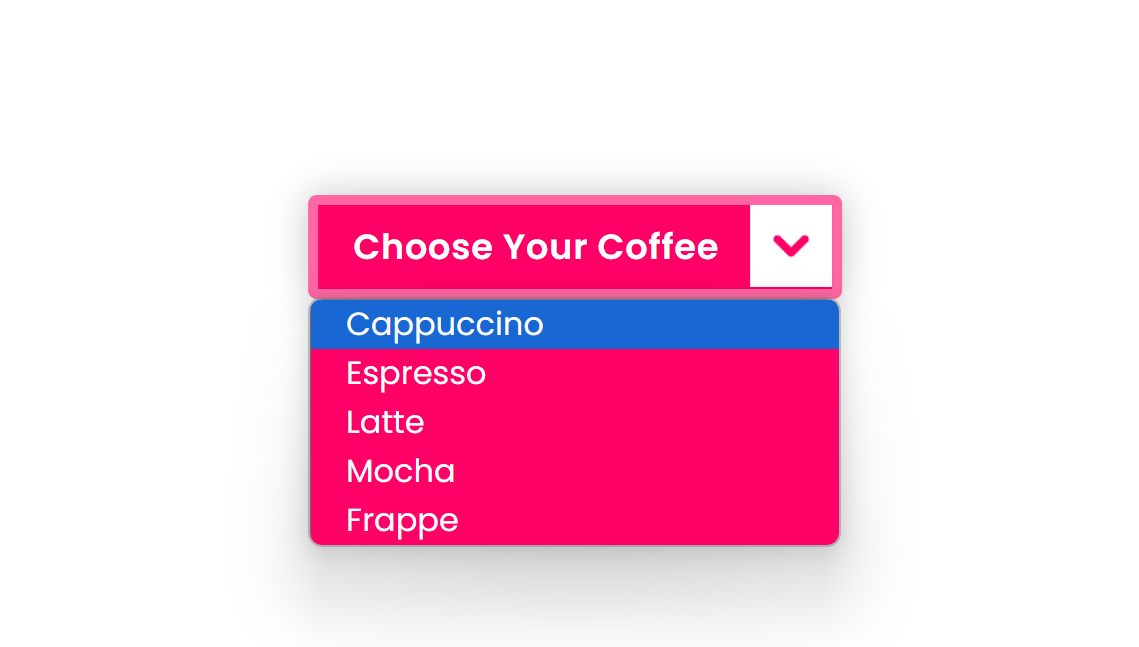 Choose Your Coffee
Cappuccino
Espresso
Latte
Mocha
Frappe